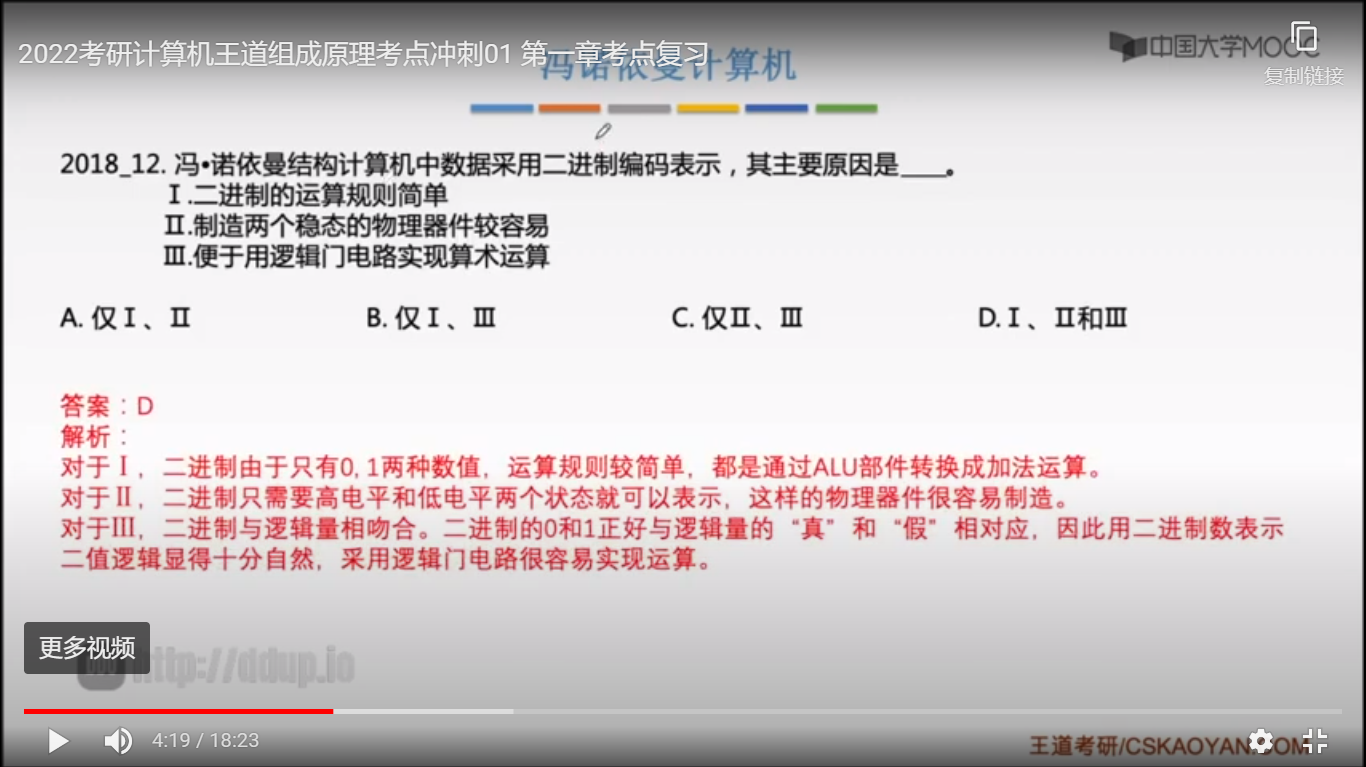 2022考研计算机王道组成原理考点冲刺01 第一章考点复习
冯诺依曼计算机
中国大学MOOC
复制链接
2018_12. 冯•诺依曼结构计算机中数据采用二进制编码表示，其主要原因是____。
Ⅰ.二进制的运算规则简单
Ⅱ.制造两个稳态的物理器件较容易
Ⅲ.便于用逻辑门电路实现算术运算
A. 仅Ⅰ、Ⅱ B. 仅Ⅰ、Ⅲ C. 仅Ⅱ、Ⅲ D.Ⅰ、Ⅱ和Ⅲ
答案：D
解析：
对于Ⅰ，二进制由于只有0, 1两种数值，运算规则较简单，都是通过ALU部件转换成加法运算。
对于Ⅱ，二进制只需要高电平和低电平两个状态就可以表示，这样的物理器件很容易制造。
对于Ⅲ，二进制与逻辑量相吻合。二进制的0和1正好与逻辑量的“真”和“假”相对应，因此用二进制数表示
二值逻辑显得十分自然，采用逻辑门电路很容易实现运算。
更多视频
http://ddup.io
4:19 / 18:23
王道考研/CSKAOYAN.COM